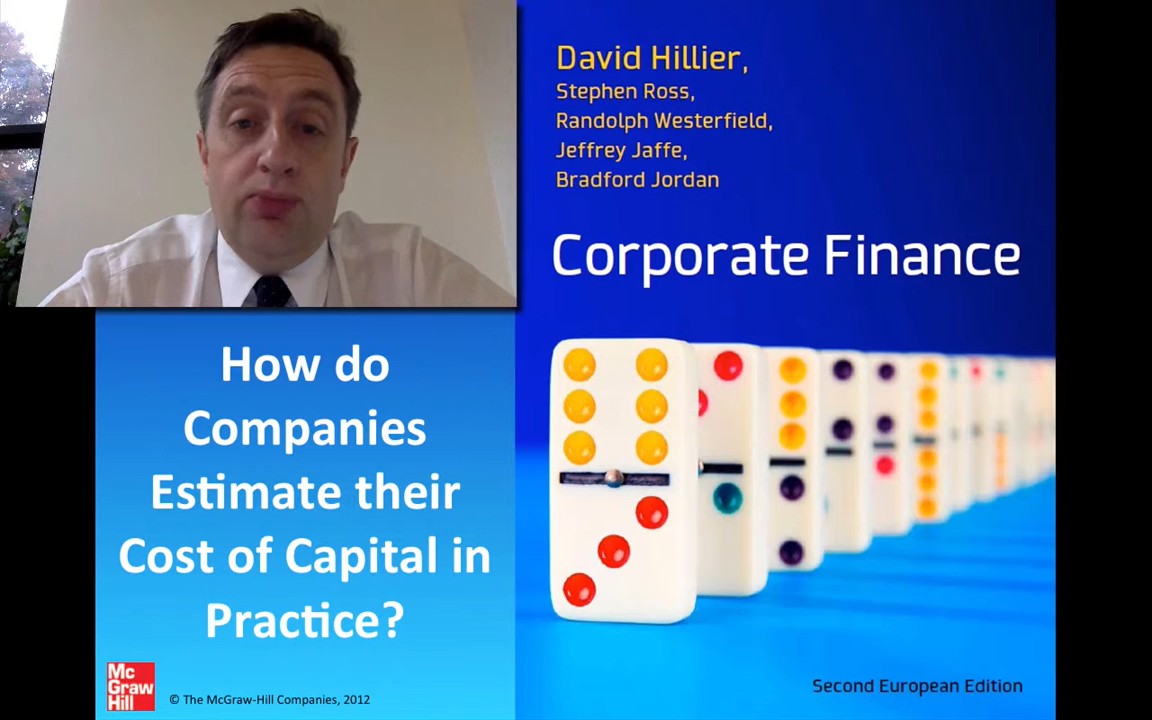 David Hillier,
Stephen Ross,
Randolph Westerfield,
Jeffrey Jaffe,
Bradford Jordan
Corporate Finance
How do
Companies
Estimate their
Cost of Capital in
Practice?
Mc
Graw
Hill
© The McGraw-Hill Companies, 2012
Second European Edition